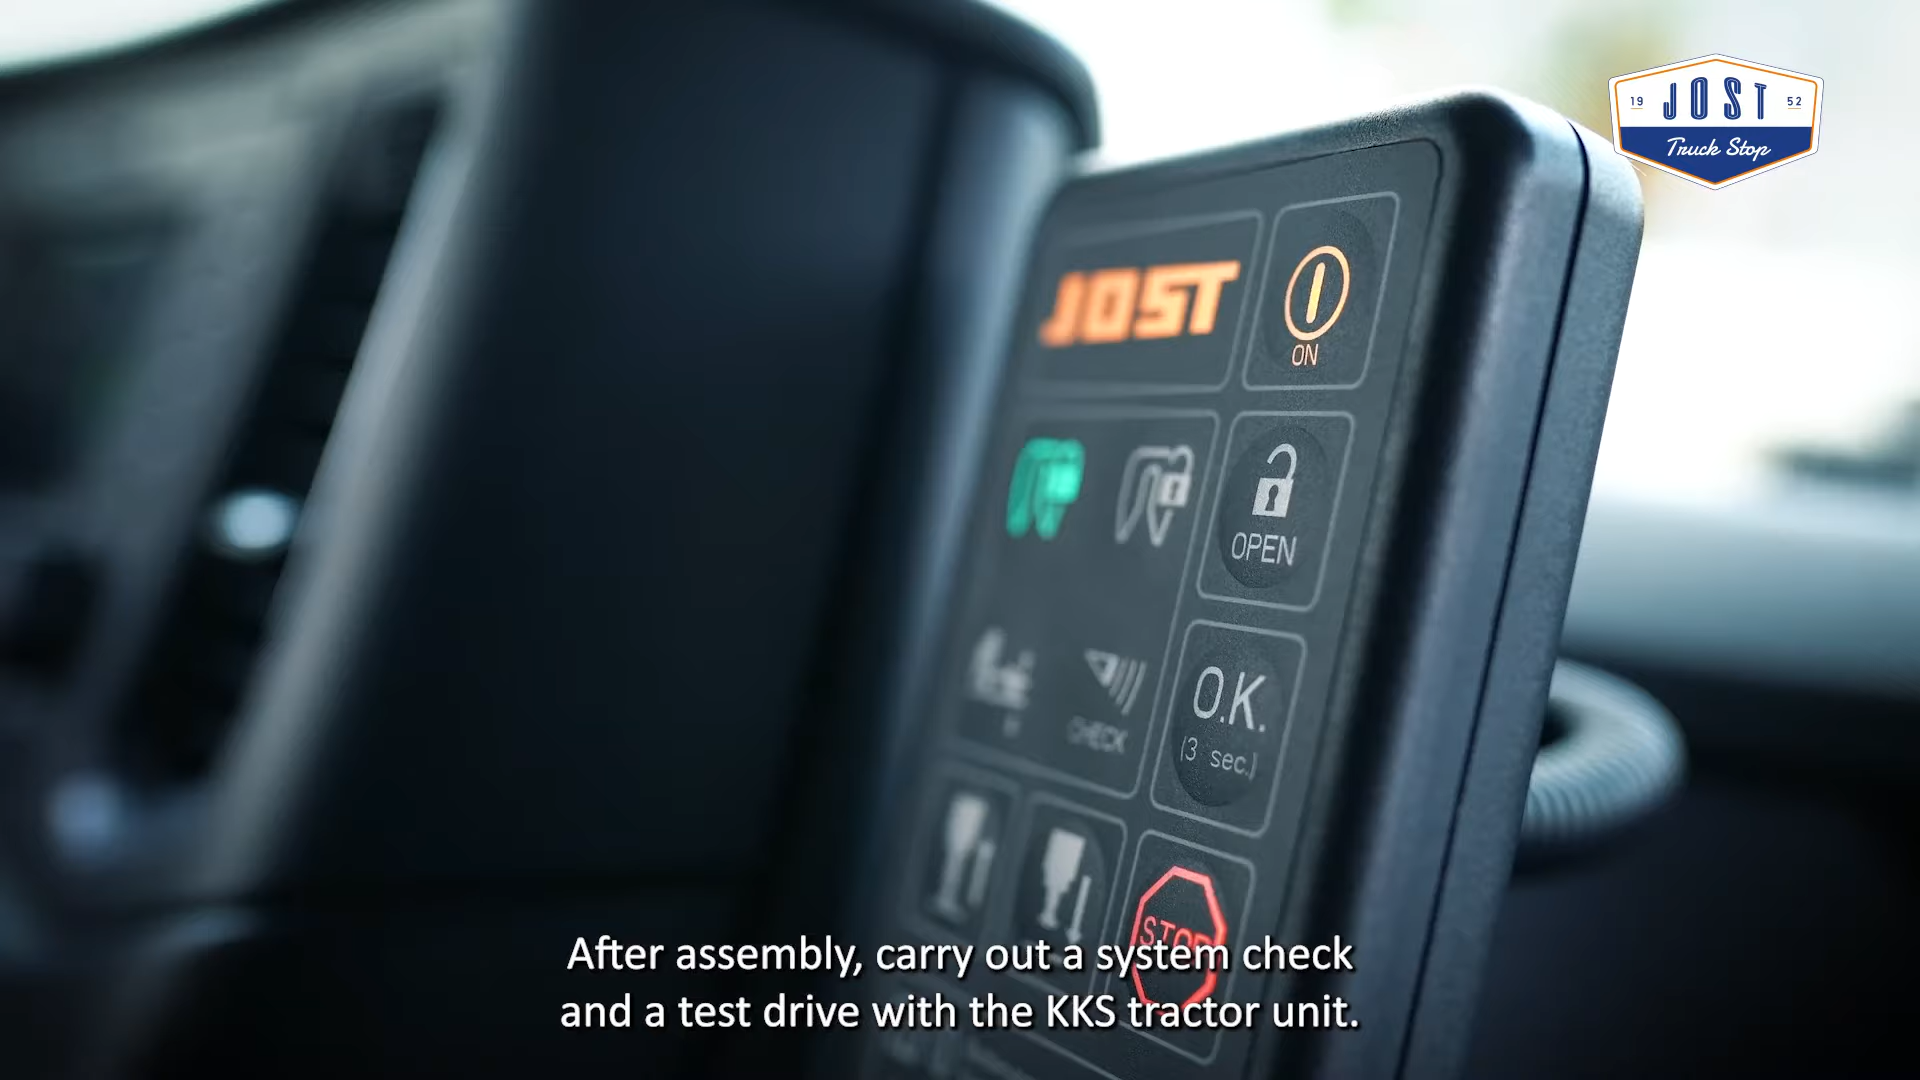 19 JOST 52
Truck Stop
JOST
ON
OPEN
O.K.
(3 sec.)
CHECK
STOP
After assembly, carry out a system check
and a test drive with the KKS tractor unit.